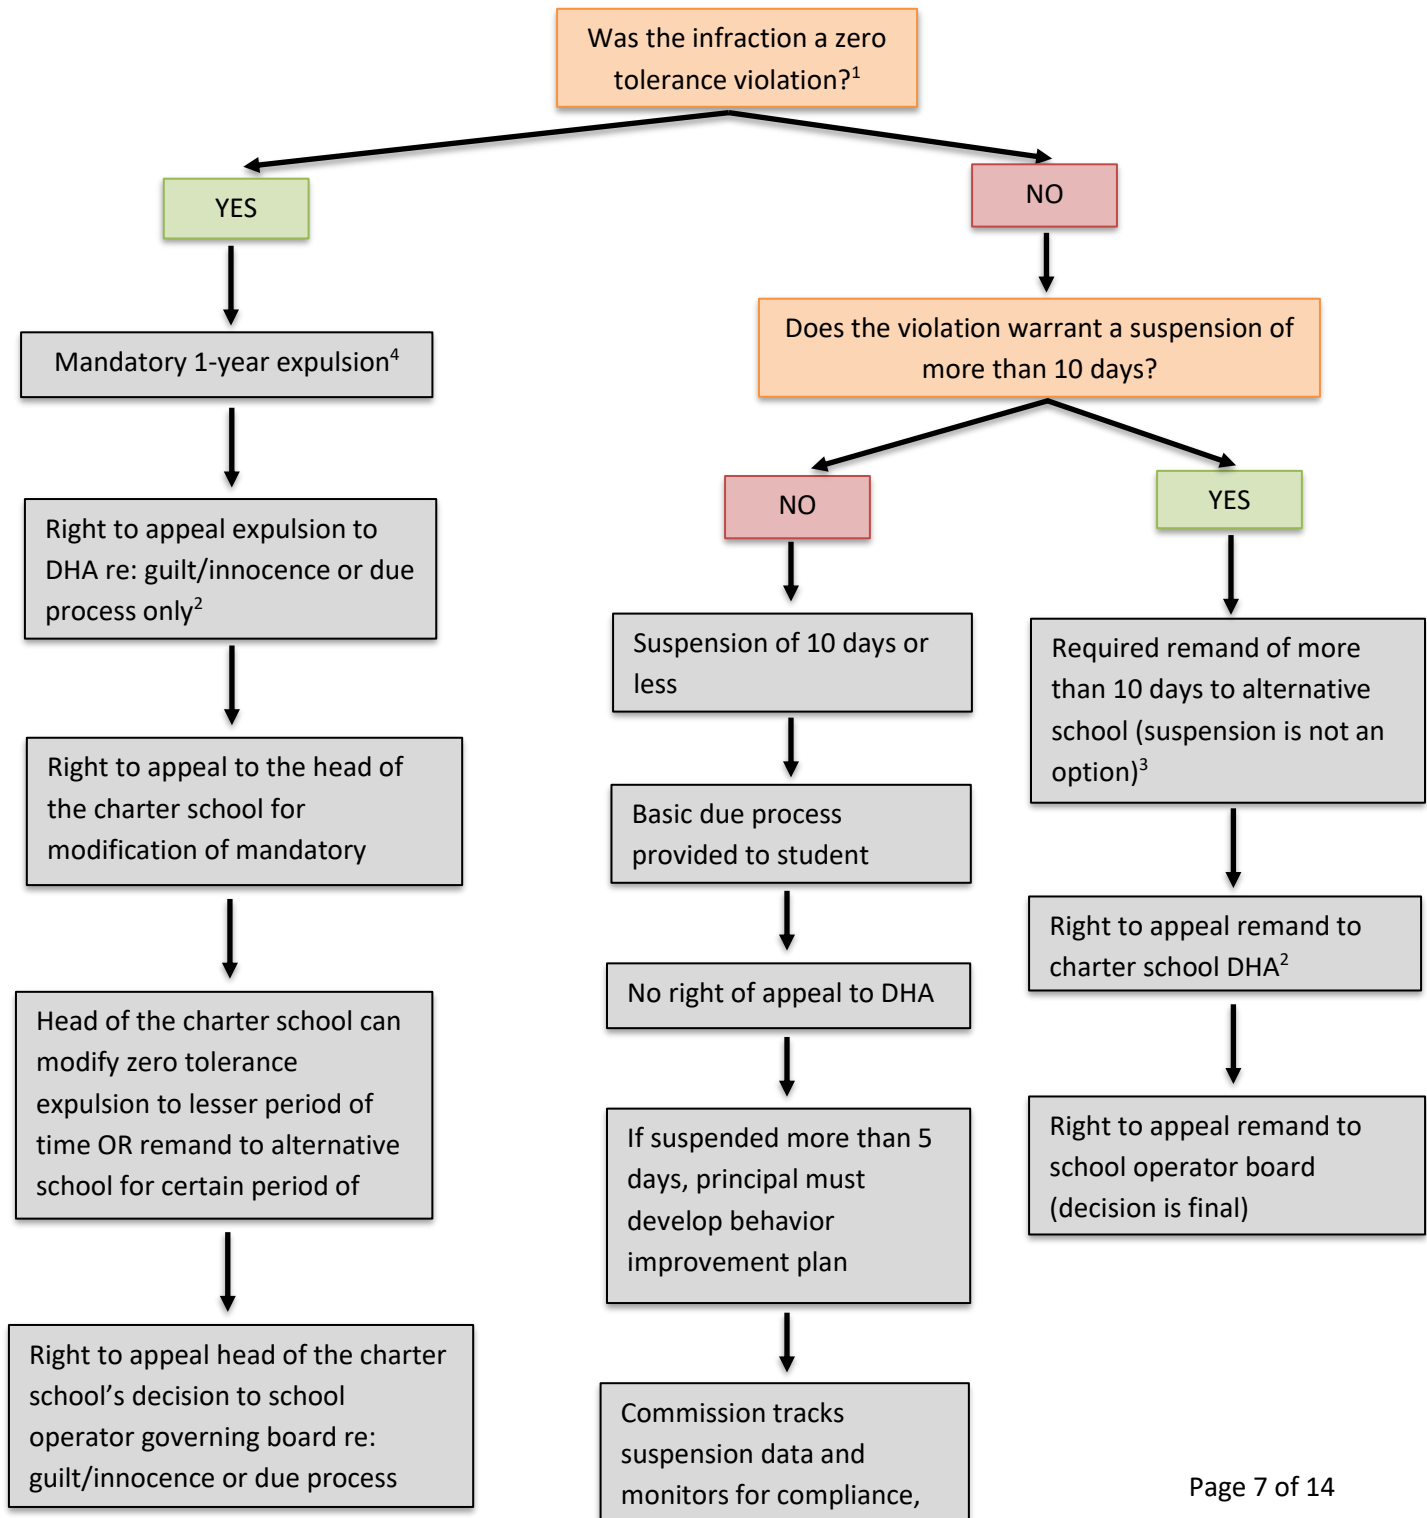 Was the infraction a zero
tolerance violation?1
YES
NO
Mandatory 1-year expulsion4
Does the violation warrant a suspension of
more than 10 days?
NO
YES
Right to appeal expulsion to
DHA re: guilt/innocence or due
process only2
Suspension of 10 days or
less
Required remand of more
than 10 days to alternative
school (suspension is not an
option)3
Right to appeal to the head of
the charter school for
modification of mandatory
Basic due process
provided to student
Right to appeal remand to
charter school DHA2
No right of appeal to DHA
Head of the charter school can
modify zero tolerance
expulsion to lesser period of
time OR remand to alternative
school for certain period of
If suspended more than 5
days, principal must
develop behavior
improvement plan
Right to appeal remand to
school operator board
(decision is final)
Right to appeal head of the charter
school’s decision to school
operator governing board re:
guilt/innocence or due process
Commission tracks
suspension data and
monitors for compliance,
Page 7 of 14